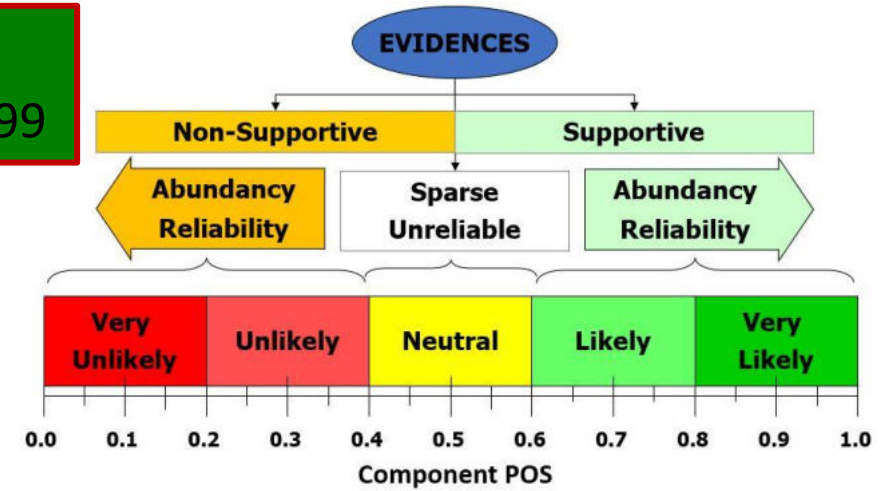 99
EVIDENCES
Non-Supportive Supportive
Abundancy Sparse Abundancy
Reliability Unreliable Reliability
Very Unlikely Neutral Likely Very
Unlikely Likely
0.0 0.1 0.2 0.3 0.4 0.5 0.6 0.7 0.8 0.9 1.0
Component POS